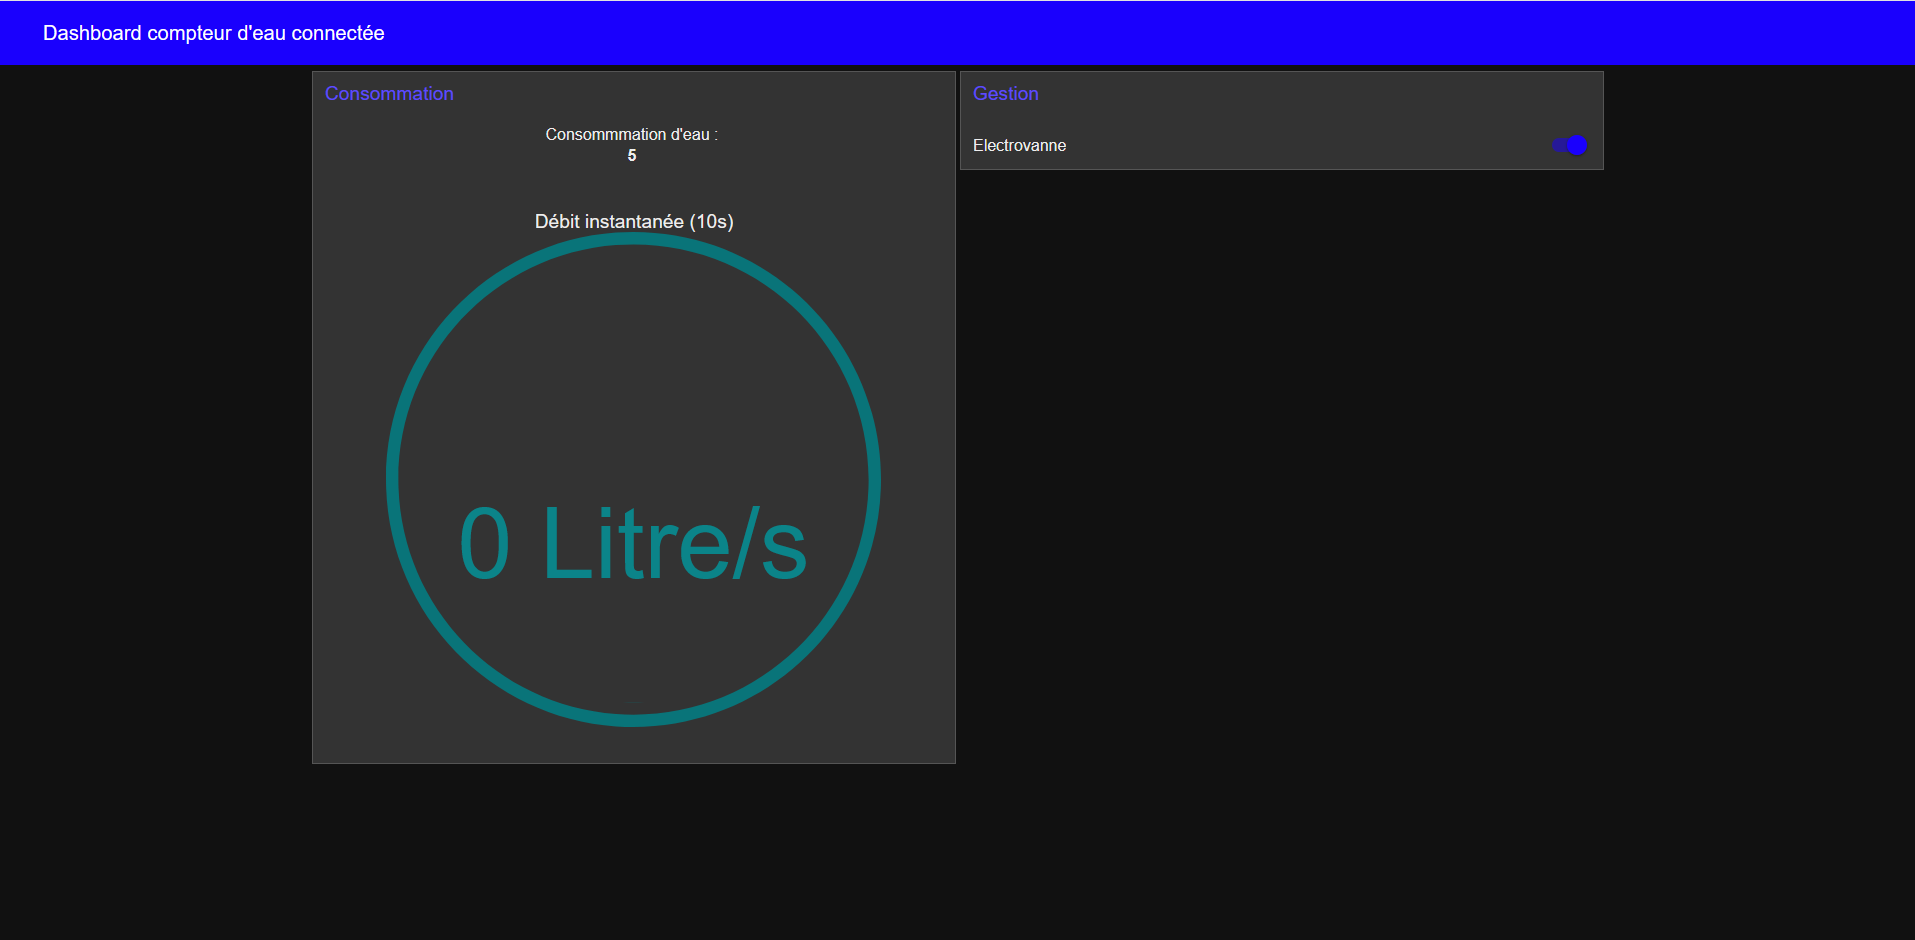 Dashboard compteur d'eau connectée
Consommation
Consommmation d'eau :
5
Débit instantanée (10s)
0 Litre/s
Gestion
Electrovanne